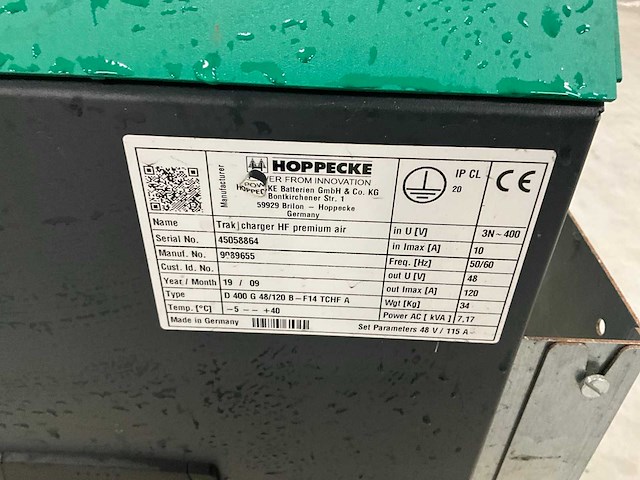 Manufacturer
HOPPECKE
POWER FROM INNOVATION
KE Batterien GmbH & Co. KG
Bontkirchener Str. 1
59929 Brilon - Hoppecke
Germany
IP CL
20
CE
Name Trak|charger HF premium air
Serial No. 45058864
Manuf. No. 9089655
Cust. Id. No.
Year / Month 19 / 09
Type D 400 G 48/120 B-F14 TCHF A
Temp. [°C] -5 -- +40
Made in Germany
in U [V] 3N~400
in Imax [A] 10
Freq. [Hz] 50/60
out U [V] 48
out Imax [A] 120
Wgt [Kg] 34
Power AC [ kVA ] 7,17
Set Parameters 48 V / 115 A